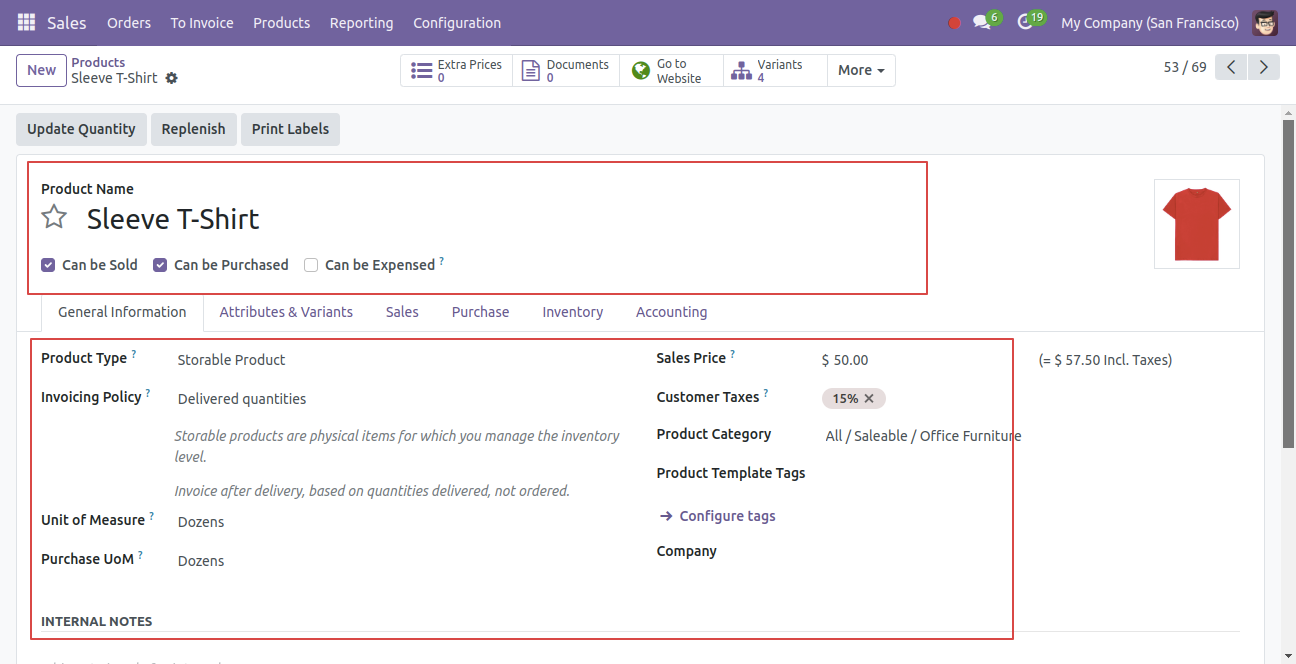 Sales Orders To Invoice Products Reporting Configuration 6 19 My Company (San Francisco)
New Products
Sleeve T-Shirt
Extra Prices 0
Documents 0
Go to Website
Variants 4
More
53 / 69
Update Quantity Replenish Print Labels
Product Name
Sleeve T-Shirt
Can be Sold Can be Purchased Can be Expensed ?
General Information Attributes & Variants Sales Purchase Inventory Accounting
Product Type ? Storable Product
Invoicing Policy ? Delivered quantities
Storable products are physical items for which you manage the inventory
level.
Invoice after delivery, based on quantities delivered, not ordered.
Unit of Measure ? Dozens
Purchase UoM ? Dozens
Sales Price ? $ 50.00 (= $ 57.50 Incl. Taxes)
Customer Taxes ? 15% ×
Product Category All / Saleable / Office Furniture
Product Template Tags
→ Configure tags
Company
INTERNAL NOTES